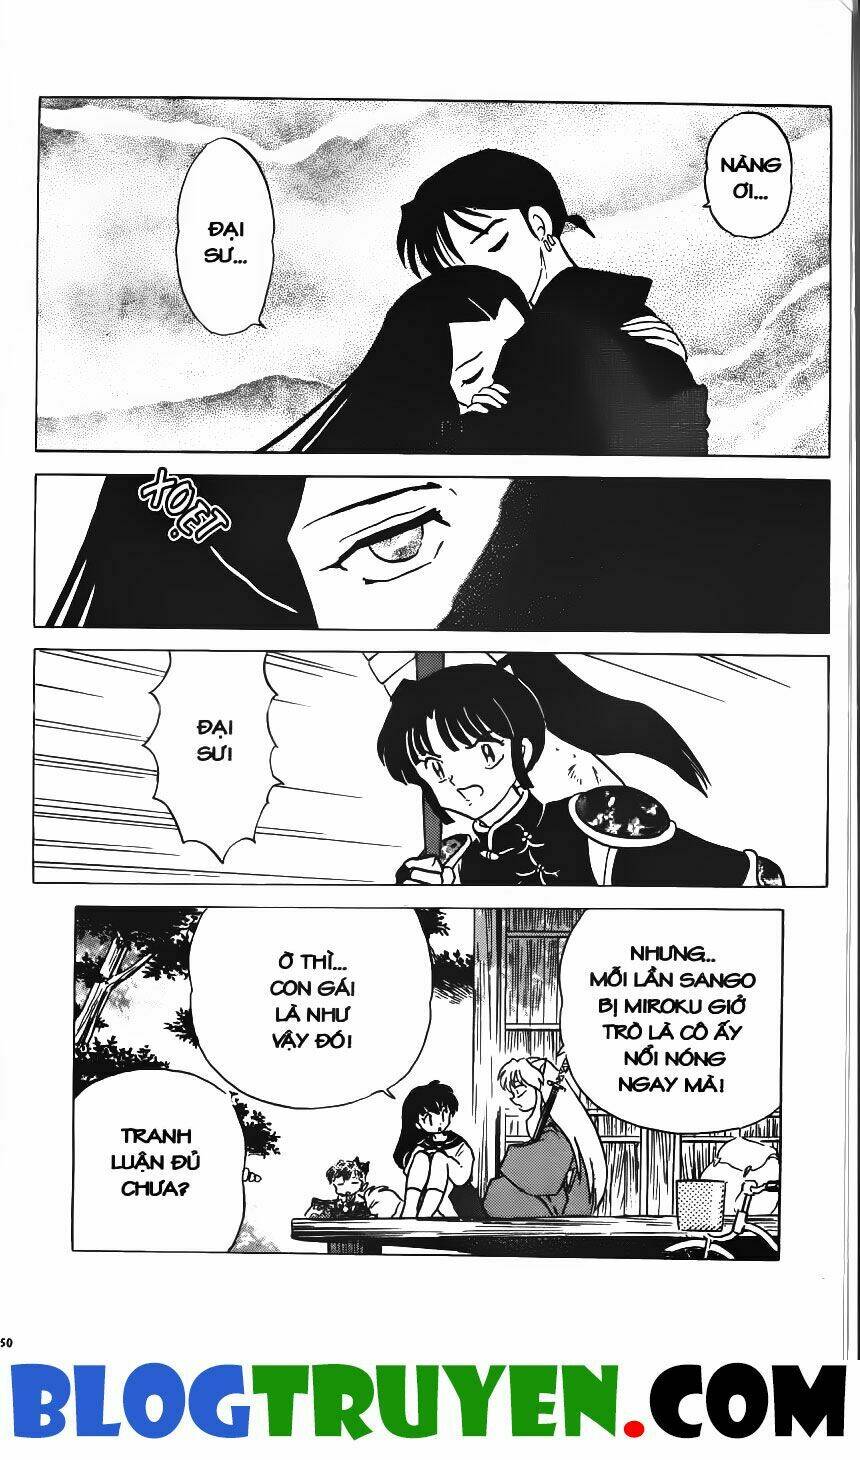 NÀNG
ƠI...
ĐẠI
SƯ...
XOẸT
ĐẠI
SƯ!
NHƯNG...
MỖI LẦN SANGO
BỊ MIROKU GIỞ
TRÒ LÀ CÔ ẤY
NỔI NÓNG
NGAY MÀ!
Ờ THÌ...
CON GÁI
LÀ NHƯ
VẬY ĐÓ!
TRANH
LUẬN ĐỦ
CHƯA?
50
BLOGTRUYEN.COM